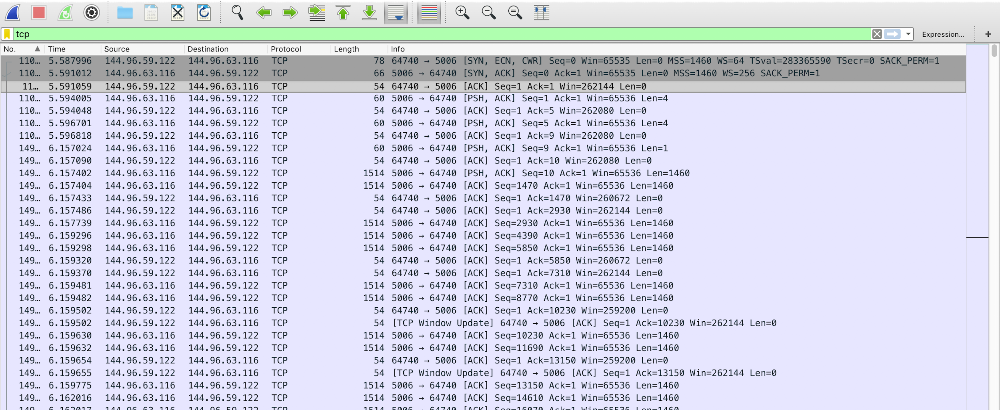 tcp
Expression... +
No. Time Source Destination Protocol Length Info
110… 5.587996 144.96.59.122 144.96.63.116 TCP 78 64740 → 5006 [SYN, ECN, CWR] Seq=0 Win=65535 Len=0 MSS=1460 WS=64 TSval=283365590 TSecr=0 SACK_PERM=1
110… 5.591012 144.96.63.116 144.96.59.122 TCP 66 5006 → 64740 [SYN, ACK] Seq=0 Ack=1 Win=65535 Len=0 MSS=1460 WS=256 SACK_PERM=1
11… 5.591059 144.96.59.122 144.96.63.116 TCP 54 64740 → 5006 [ACK] Seq=1 Ack=1 Win=262144 Len=0
110… 5.594005 144.96.63.116 144.96.59.122 TCP 60 5006 → 64740 [PSH, ACK] Seq=1 Ack=1 Win=65536 Len=4
110… 5.594048 144.96.59.122 144.96.63.116 TCP 54 64740 → 5006 [ACK] Seq=1 Ack=5 Win=262080 Len=0
110… 5.596701 144.96.63.116 144.96.59.122 TCP 60 5006 → 64740 [PSH, ACK] Seq=5 Ack=1 Win=65536 Len=4
110… 5.596818 144.96.59.122 144.96.63.116 TCP 54 64740 → 5006 [ACK] Seq=1 Ack=9 Win=262080 Len=0
149… 6.157024 144.96.63.116 144.96.59.122 TCP 60 5006 → 64740 [PSH, ACK] Seq=9 Ack=1 Win=65536 Len=1
149… 6.157090 144.96.59.122 144.96.63.116 TCP 54 64740 → 5006 [ACK] Seq=1 Ack=10 Win=262080 Len=0
149… 6.157402 144.96.63.116 144.96.59.122 TCP 1514 5006 → 64740 [PSH, ACK] Seq=10 Ack=1 Win=65536 Len=1460
149… 6.157404 144.96.63.116 144.96.59.122 TCP 1514 5006 → 64740 [ACK] Seq=1470 Ack=1 Win=65536 Len=1460
149… 6.157433 144.96.59.122 144.96.63.116 TCP 54 64740 → 5006 [ACK] Seq=1 Ack=1470 Win=260672 Len=0
149… 6.157486 144.96.59.122 144.96.63.116 TCP 54 64740 → 5006 [ACK] Seq=1 Ack=2930 Win=262144 Len=0
149… 6.157739 144.96.63.116 144.96.59.122 TCP 1514 5006 → 64740 [ACK] Seq=2930 Ack=1 Win=65536 Len=1460
149… 6.159296 144.96.63.116 144.96.59.122 TCP 1514 5006 → 64740 [ACK] Seq=4390 Ack=1 Win=65536 Len=1460
149… 6.159298 144.96.63.116 144.96.59.122 TCP 1514 5006 → 64740 [ACK] Seq=5850 Ack=1 Win=65536 Len=1460
149… 6.159320 144.96.59.122 144.96.63.116 TCP 54 64740 → 5006 [ACK] Seq=1 Ack=5850 Win=260672 Len=0
149… 6.159370 144.96.59.122 144.96.63.116 TCP 54 64740 → 5006 [ACK] Seq=1 Ack=7310 Win=262144 Len=0
149… 6.159481 144.96.63.116 144.96.59.122 TCP 1514 5006 → 64740 [ACK] Seq=7310 Ack=1 Win=65536 Len=1460
149… 6.159482 144.96.63.116 144.96.59.122 TCP 1514 5006 → 64740 [ACK] Seq=8770 Ack=1 Win=65536 Len=1460
149… 6.159502 144.96.59.122 144.96.63.116 TCP 54 64740 → 5006 [ACK] Seq=1 Ack=10230 Win=259200 Len=0
149… 6.159502 144.96.59.122 144.96.63.116 TCP 54 [TCP Window Update] 64740 → 5006 [ACK] Seq=1 Ack=10230 Win=262144 Len=0
149… 6.159630 144.96.63.116 144.96.59.122 TCP 1514 5006 → 64740 [ACK] Seq=10230 Ack=1 Win=65536 Len=1460
149… 6.159632 144.96.63.116 144.96.59.122 TCP 1514 5006 → 64740 [ACK] Seq=11690 Ack=1 Win=65536 Len=1460
149… 6.159654 144.96.59.122 144.96.63.116 TCP 54 64740 → 5006 [ACK] Seq=1 Ack=13150 Win=259200 Len=0
149… 6.159655 144.96.59.122 144.96.63.116 TCP 54 [TCP Window Update] 64740 → 5006 [ACK] Seq=1 Ack=13150 Win=262144 Len=0
149… 6.159775 144.96.63.116 144.96.59.122 TCP 1514 5006 → 64740 [ACK] Seq=13150 Ack=1 Win=65536 Len=1460
149… 6.162016 144.96.63.116 144.96.59.122 TCP 1514 5006 → 64740 [ACK] Seq=14610 Ack=1 Win=65536 Len=1460
149… 6.162017 144.96.63.116 144.96.59.122 TCP 1514 5006 → 64740 [ACK] Seq=16070 Ack=1 Win=65536 Len=1460